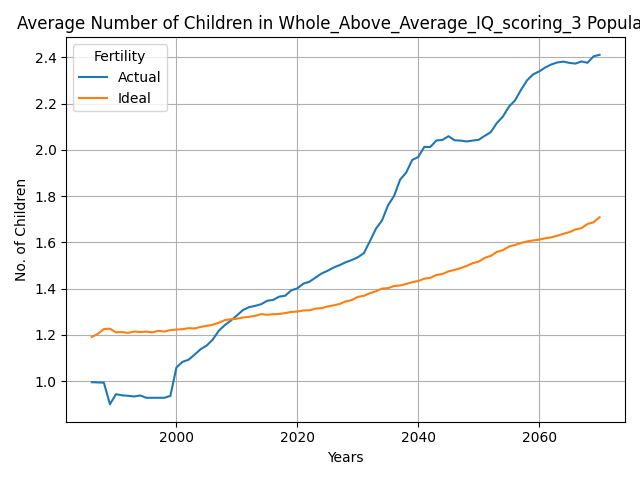 Average Number of Children in Whole_Above_Average_IQ_scoring_3 Popula
Fertility
Actual
Ideal
2.4
2.2
2.0
1.8
1.6
1.4
1.2
1.0
No. of Children
2000 2020 2040 2060
Years